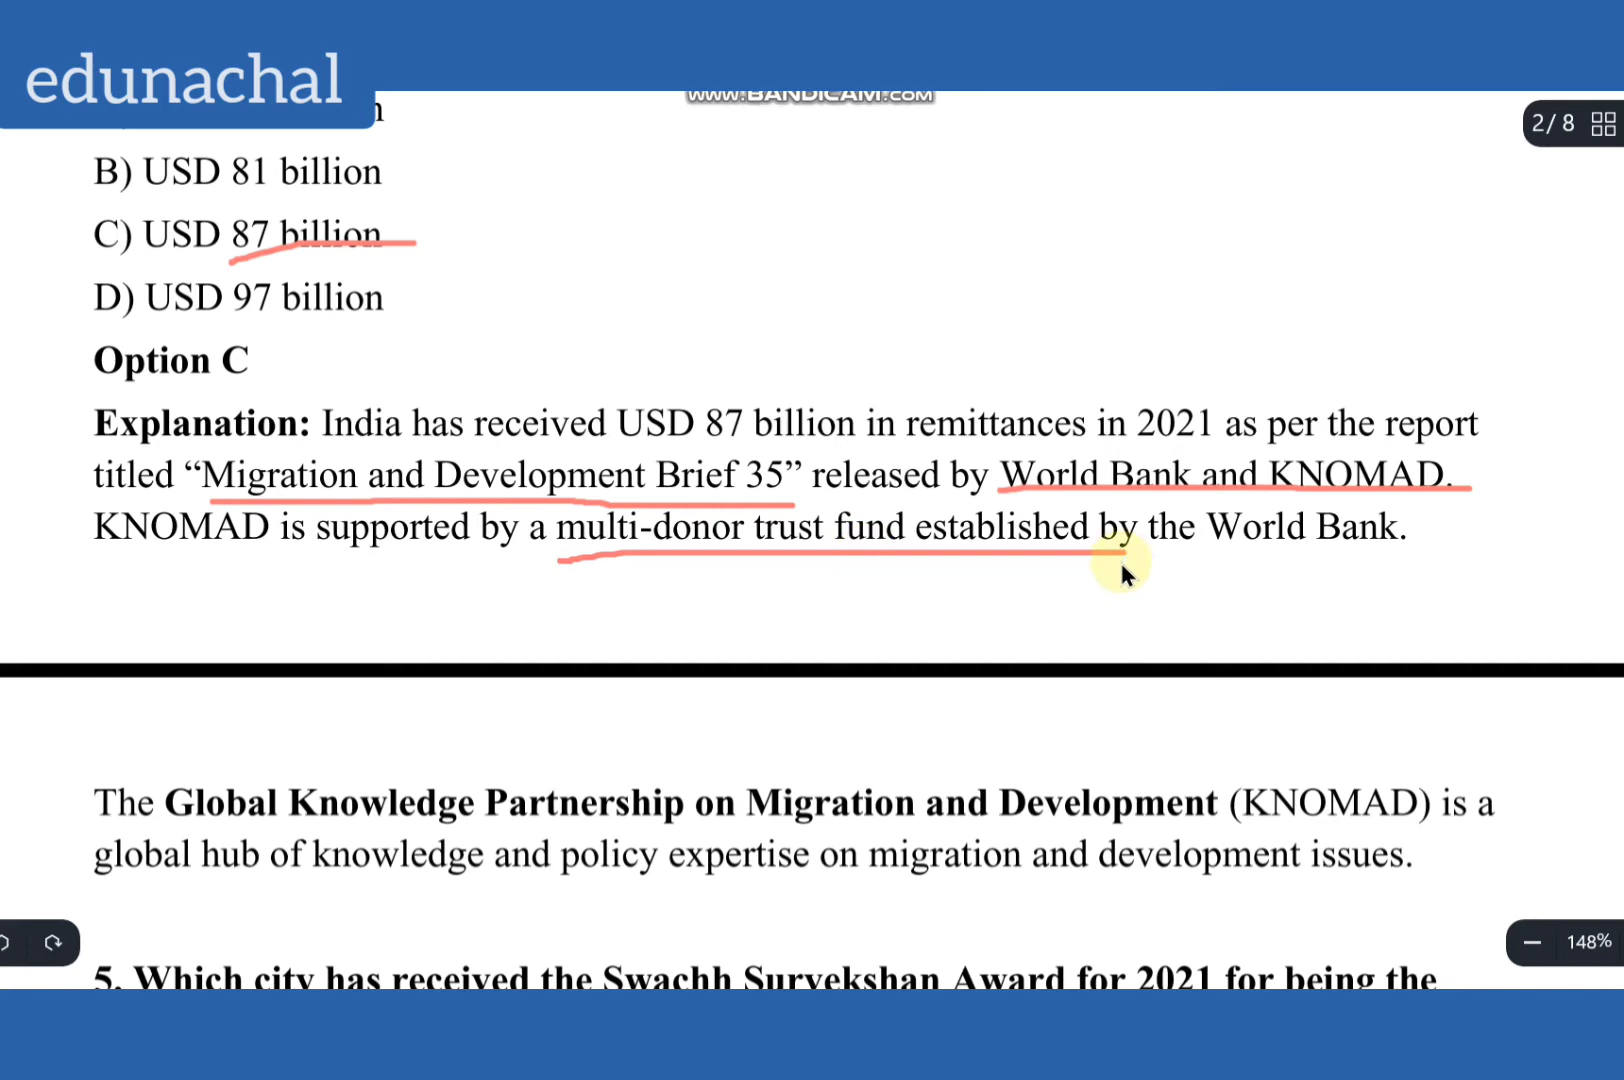 edunachal
www.BANDICAM.COM
2/8
B) USD 81 billion
C) USD 87 billion
D) USD 97 billion
Option C
Explanation: India has received USD 87 billion in remittances in 2021 as per the report
titled “Migration and Development Brief 35” released by World Bank and KNOMAD.
KNOMAD is supported by a multi-donor trust fund established by the World Bank.
The Global Knowledge Partnership on Migration and Development (KNOMAD) is a
global hub of knowledge and policy expertise on migration and development issues.
148%
5. Which city has received the Swachh Survekshan Award for 2021 for being the